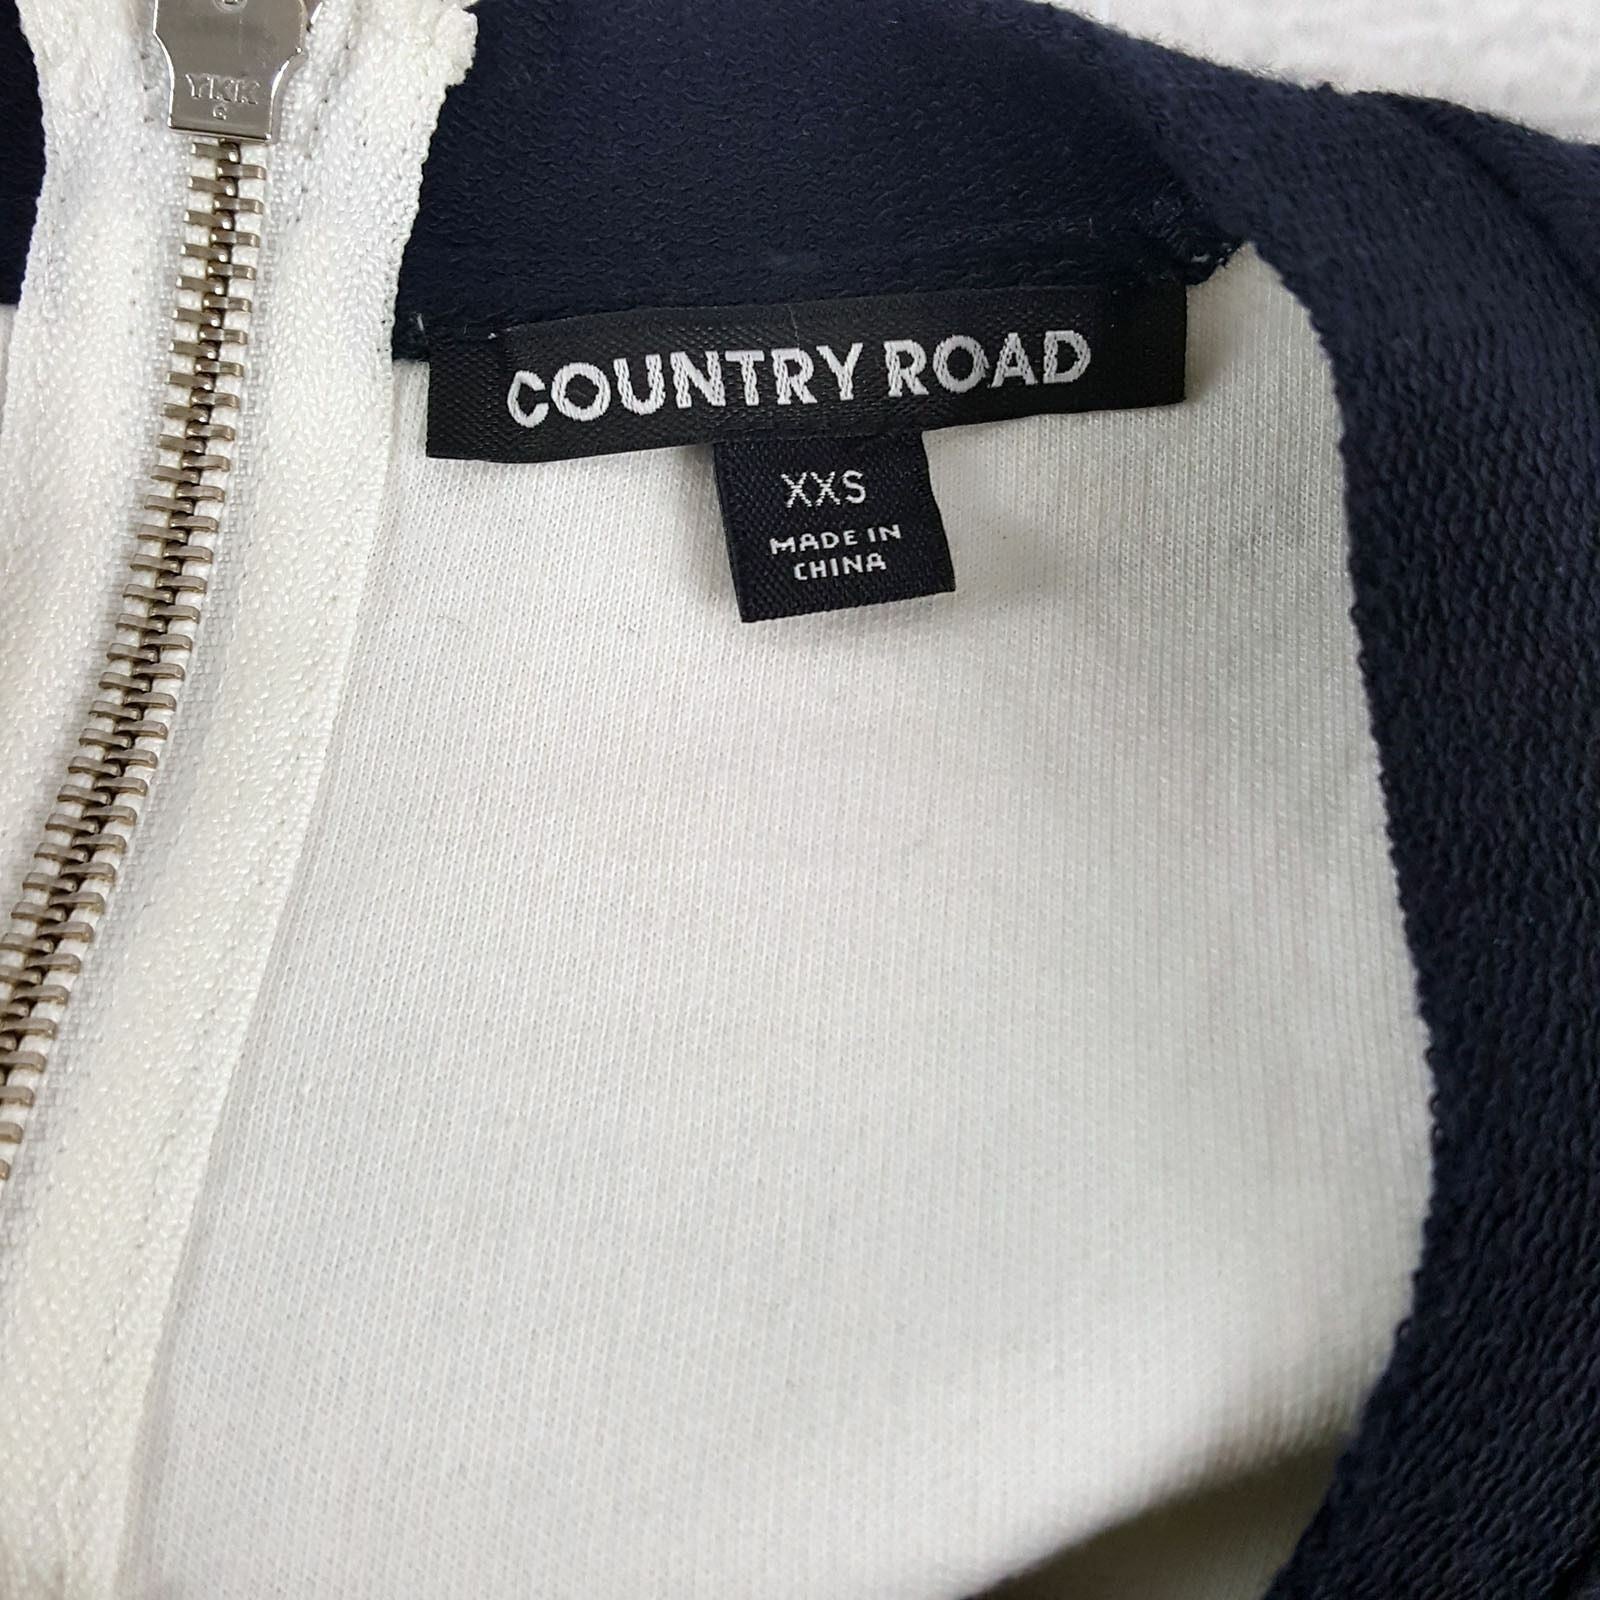 YKK
COUNTRY ROAD
XXS
MADE IN
CHINA